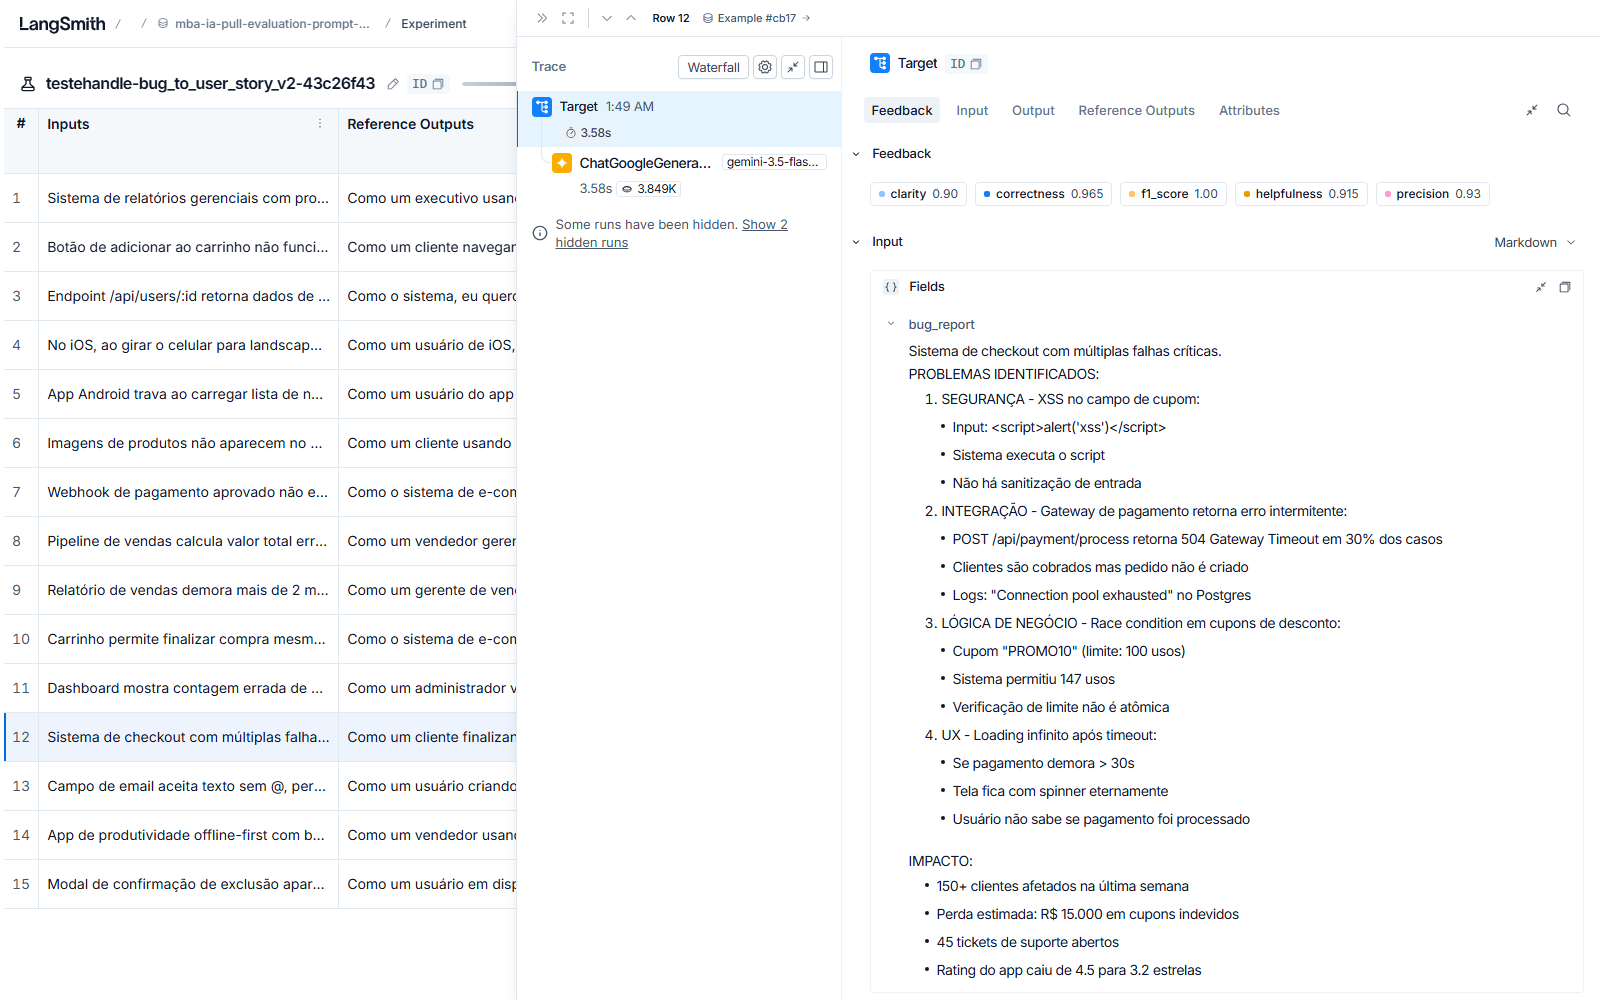 LangSmith / / mba-ia-pull-evaluation-prompt-... / Experiment
testehandle-bug_to_user_story_v2-43c26f43 ID
# Inputs Reference Outputs
1 Sistema de relatórios gerenciais com pro... Como um executivo usan
2 Botão de adicionar ao carrinho não funci... Como um cliente navegar
3 Endpoint /api/users/:id retorna dados de ... Como o sistema, eu querc
4 No iOS, ao girar o celular para landscap... Como um usuário de iOS,
5 App Android trava ao carregar lista de n... Como um usuário do app
6 Imagens de produtos não aparecem no ... Como um cliente usando
7 Webhook de pagamento aprovado não e... Como o sistema de e-con
8 Pipeline de vendas calcula valor total err... Como um vendedor gerer
9 Relatório de vendas demora mais de 2 m... Como um gerente de ven
10 Carrinho permite finalizar compra mesm... Como o sistema de e-con
11 Dashboard mostra contagem errada de ... Como um administrador v
12 Sistema de checkout com múltiplas falha... Como um cliente finalizan
13 Campo de email aceita texto sem @, per... Como um usuário criando
14 App de produtividade offline-first com b... Como um vendedor usan
15 Modal de confirmação de exclusão apar... Como um usuário em disp
Row 12 Example #cb17 →
Trace Waterfall
Target 1:49 AM
3.58s
ChatGoogleGenera... gemini-3.5-flas...
3.58s 3.849K
Some runs have been hidden. Show 2
hidden runs
Target ID
Feedback Input Output Reference Outputs Attributes
Feedback
clarity 0.90 correctness 0.965 f1_score 1.00 helpfulness 0.915 precision 0.93
Input Markdown
{} Fields
bug_report
Sistema de checkout com múltiplas falhas críticas.
PROBLEMAS IDENTIFICADOS:
1. SEGURANÇA - XSS no campo de cupom:
• Input: <script>alert('xss')</script>
• Sistema executa o script
• Não há sanitização de entrada
2. INTEGRAÇÃO - Gateway de pagamento retorna erro intermitente:
• POST /api/payment/process retorna 504 Gateway Timeout em 30% dos casos
• Clientes são cobrados mas pedido não é criado
• Logs: "Connection pool exhausted" no Postgres
3. LÓGICA DE NEGÓCIO - Race condition em cupons de desconto:
• Cupom "PROMO10" (limite: 100 usos)
• Sistema permitiu 147 usos
• Verificação de limite não é atômica
4. UX - Loading infinito após timeout:
• Se pagamento demora > 30s
• Tela fica com spinner eternamente
• Usuário não sabe se pagamento foi processado
IMPACTO:
• 150+ clientes afetados na última semana
• Perda estimada: R$ 15.000 em cupons indevidos
• 45 tickets de suporte abertos
• Rating do app caiu de 4.5 para 3.2 estrelas